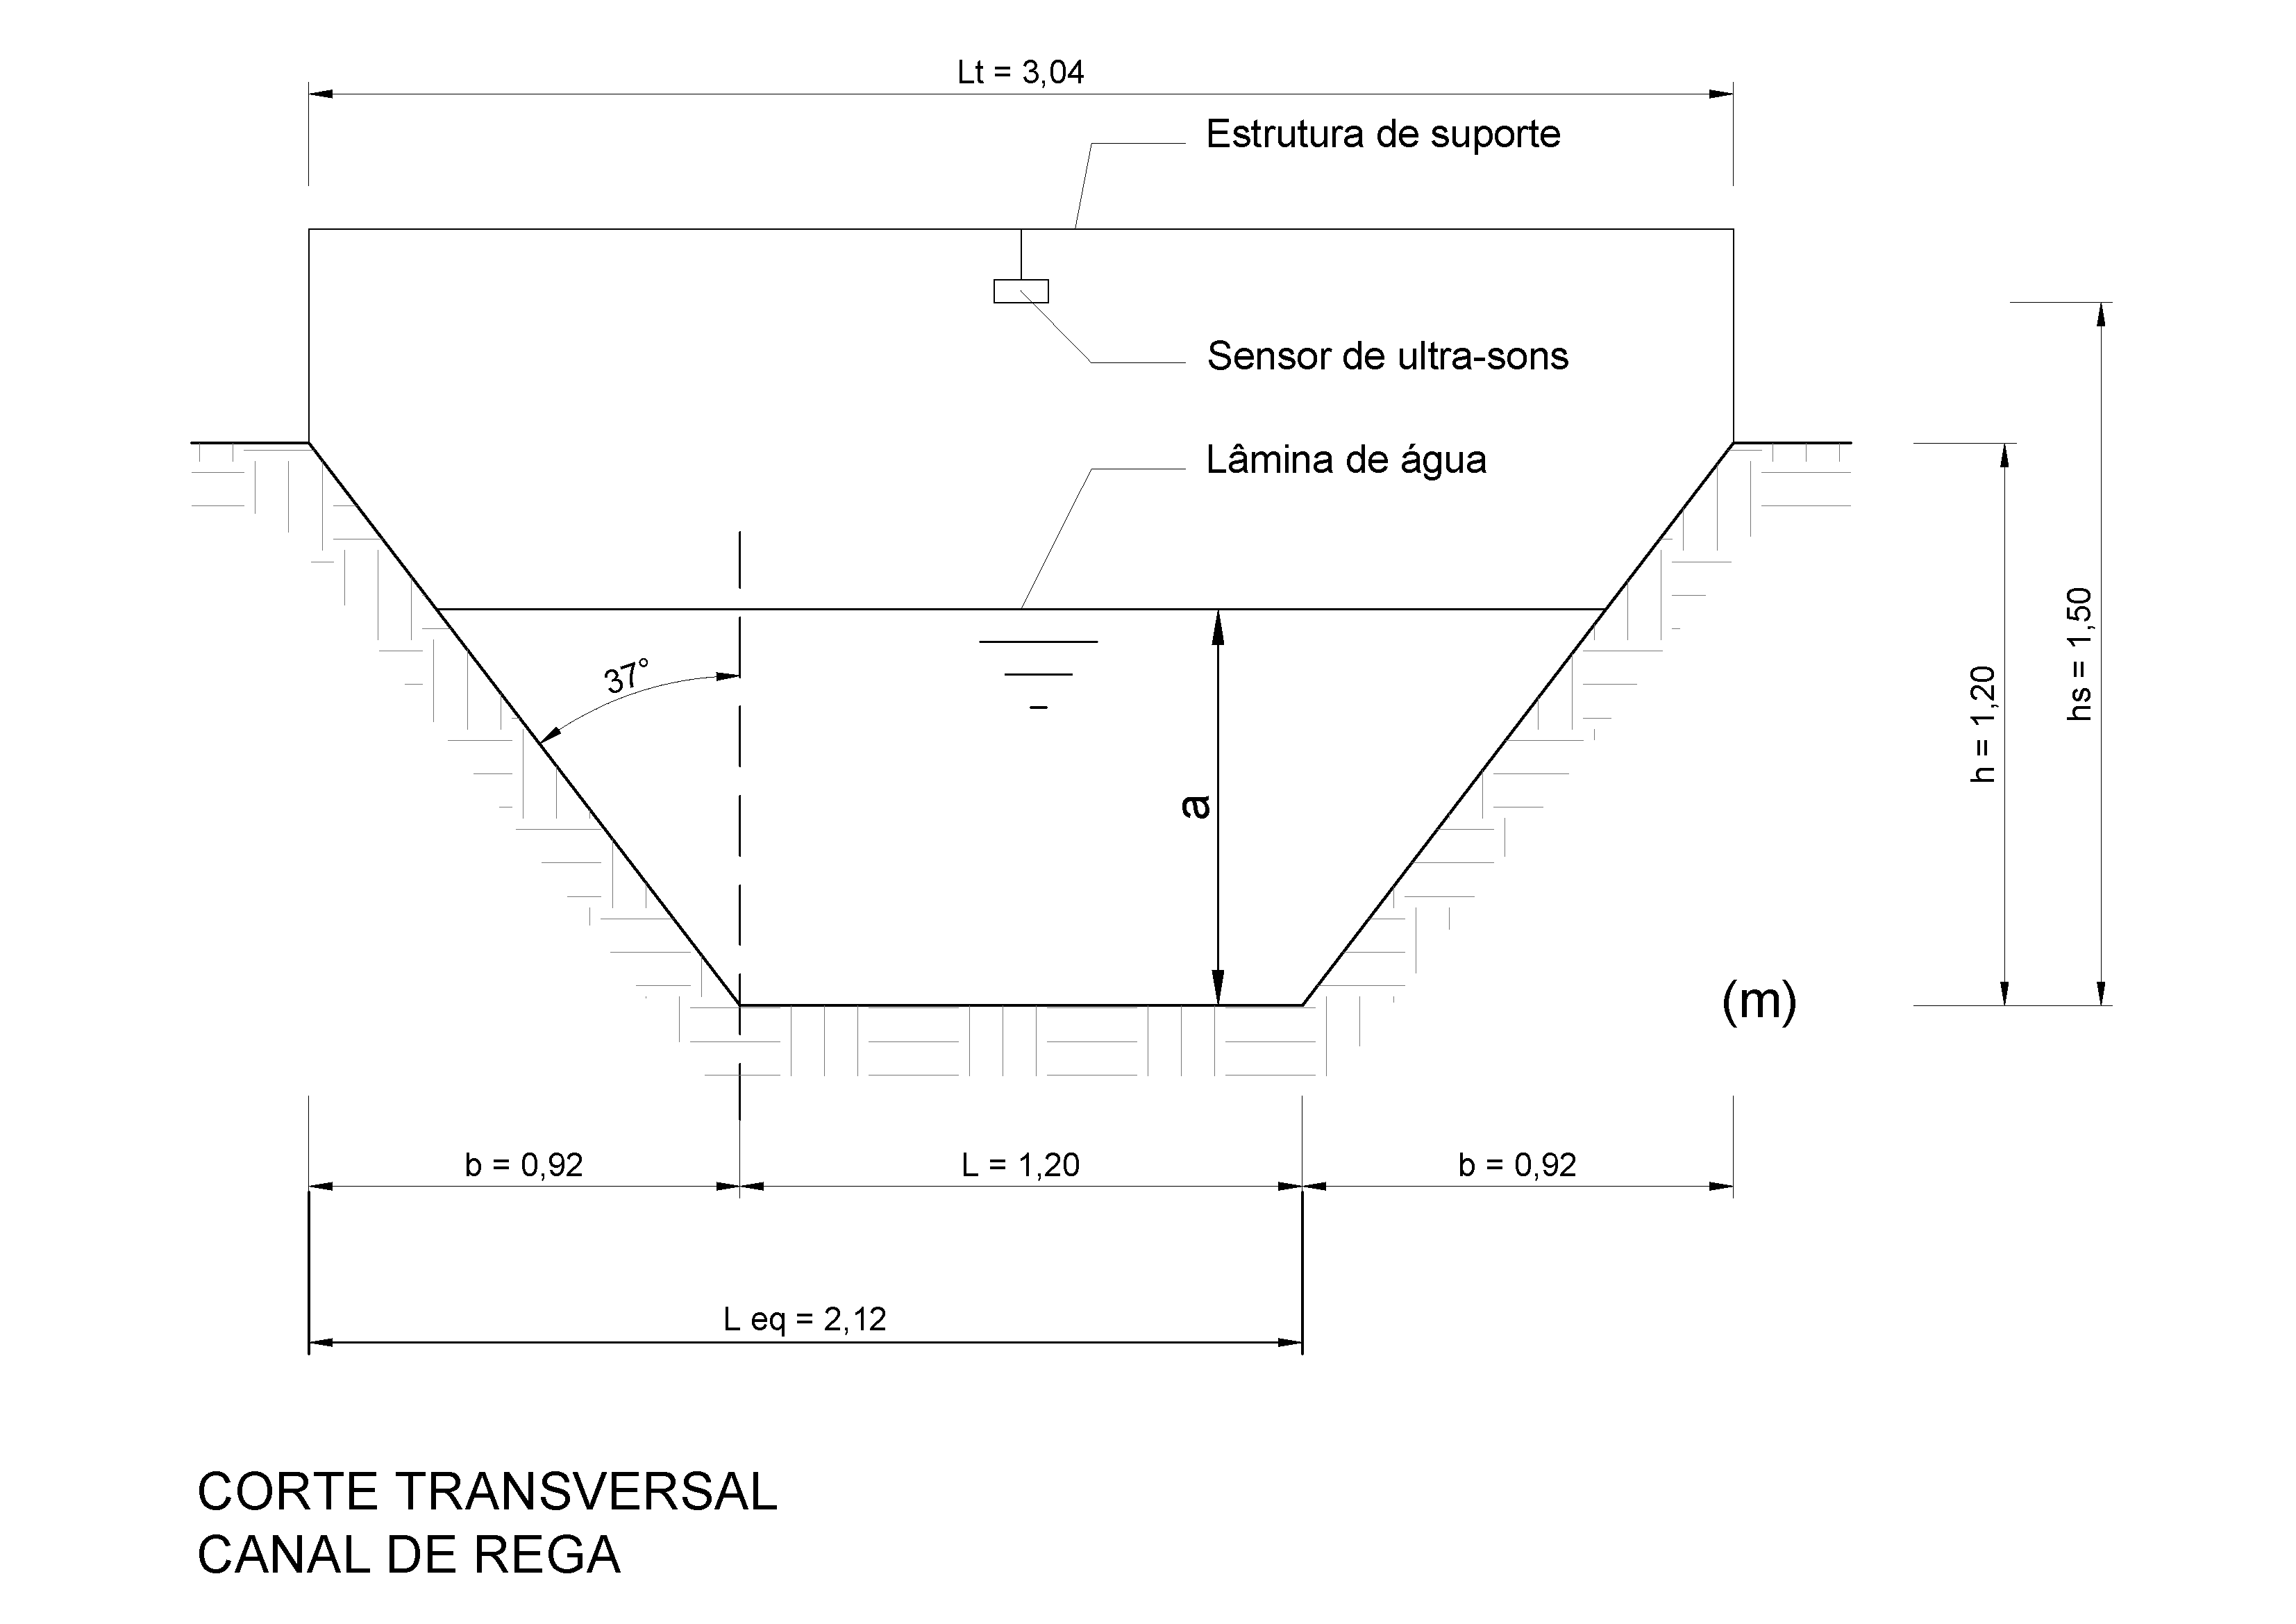 Lt = 3,04
Estrutura de suporte
Sensor de ultra-sons
Lâmina de água
37°
a
h = 1,20
hs = 1,50
(m)
b = 0,92
L = 1,20
b = 0,92
L eq = 2,12
CORTE TRANSVERSAL
CANAL DE REGA